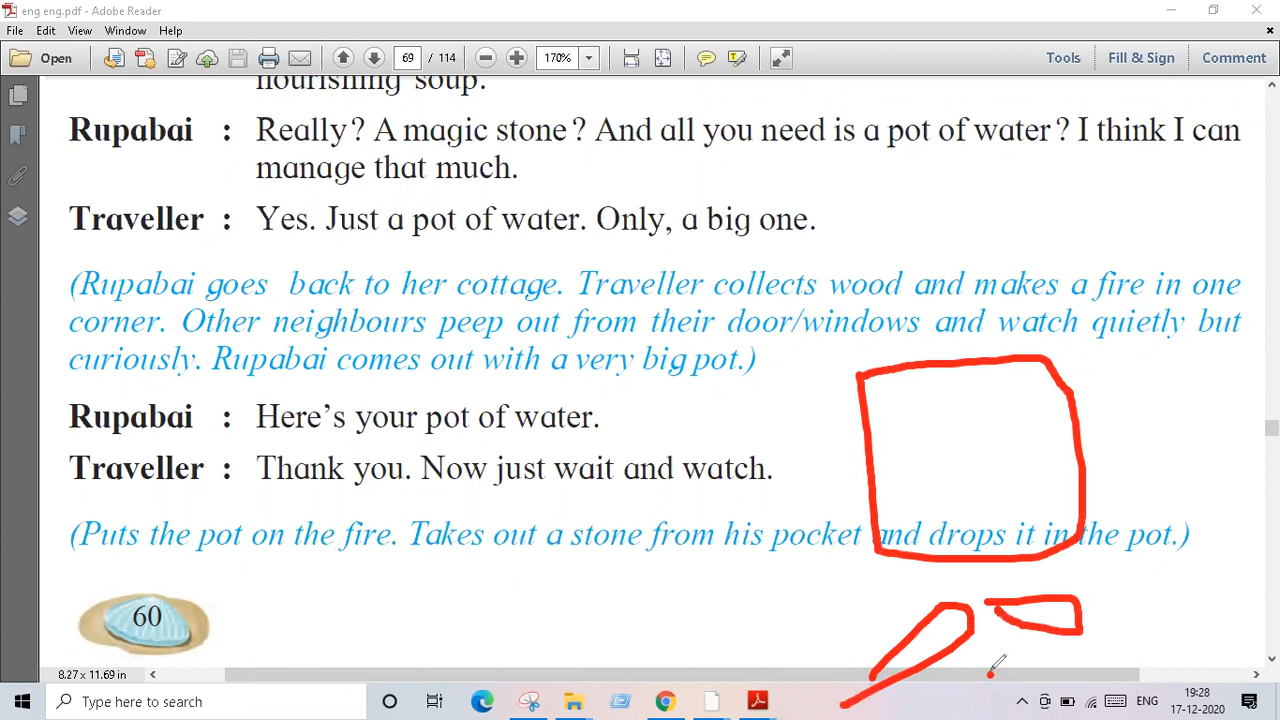 eng eng.pdf - Adobe Reader
File Edit View Window Help
Open 69 / 114 170% Tools Fill & Sign Comment
nourishing soup.
Rupabai : Really? A magic stone? And all you need is a pot of water? I think I can
manage that much.
Traveller : Yes. Just a pot of water. Only, a big one.
(Rupabai goes back to her cottage. Traveller collects wood and makes a fire in one
corner. Other neighbours peep out from their door/windows and watch quietly but
curiously. Rupabai comes out with a very big pot.)
Rupabai : Here's your pot of water.
Traveller : Thank you. Now just wait and watch.
(Puts the pot on the fire. Takes out a stone from his pocket and drops it in the pot.)
60
8.27 x 11.69 in
Type here to search ENG 19:28
17-12-2020